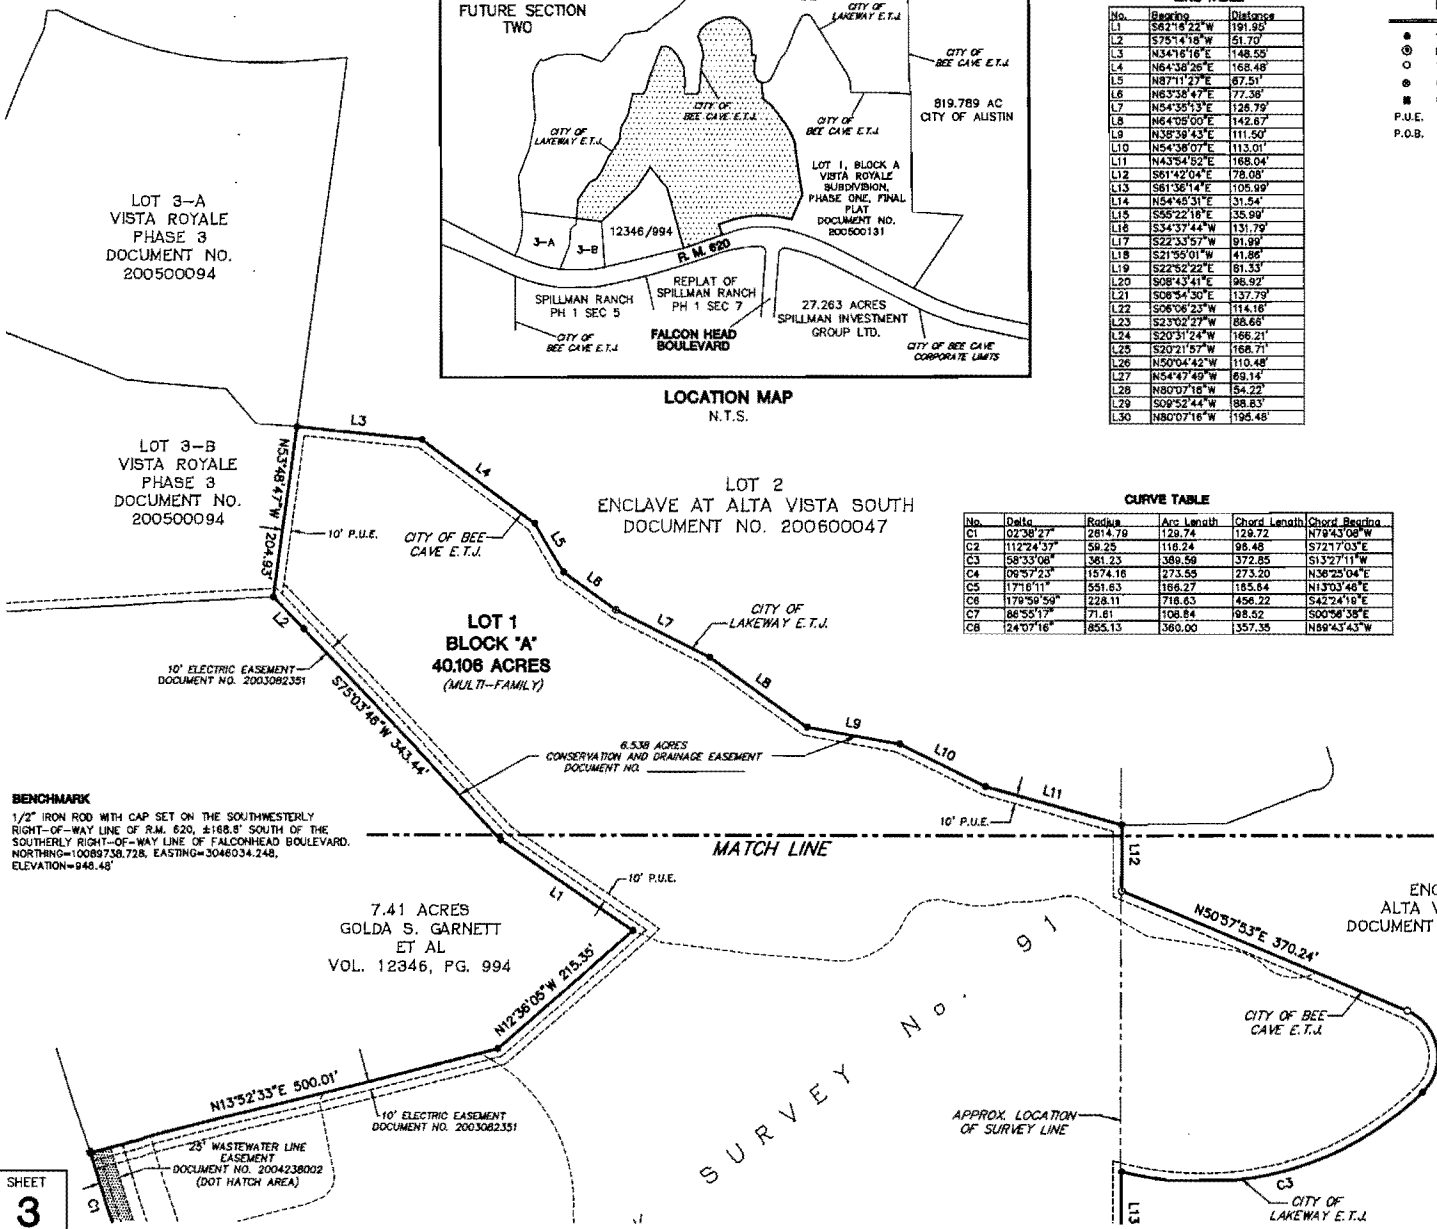 FUTURE SECTION
TWO
CITY OF
LAKEWAY E.T.J.
CITY OF
BEE CAVE E.T.J.
CITY OF
BEE CAVE E.T.J.
819.789 AC
CITY OF AUSTIN
CITY OF
LAKEWAY E.T.J.
CITY OF
BEE CAVE E.T.J.
LOT 1, BLOCK A
VISTA ROYALE
SUBDIVISION,
PHASE ONE, FINAL
PLAT
DOCUMENT NO.
200500131
12346/994
3-A
3-B
R. M. 620
SPILLMAN RANCH
PH 1 SEC 5
REPLAT OF
SPILLMAN RANCH
PH 1 SEC 7
27.263 ACRES
SPILLMAN INVESTMENT
GROUP LTD.
CITY OF
BEE CAVE E.T.J.
FALCON HEAD
BOULEVARD
CITY OF BEE CAVE
CORPORATE LIMITS
LOCATION MAP
N.T.S.
No. Bearing Distance
L1 S62°16'22"W 191.95'
L2 S75°14'18"W 51.70'
L3 N34°16'16"E 148.55'
L4 N64°38'26"E 168.48'
L5 N87°11'27"E 67.51'
L6 N63°38'47"E 77.36'
L7 N54°35'13"E 126.79'
L8 N64°05'00"E 142.67'
L9 N38°39'43"E 111.50'
L10 N54°38'07"E 113.01'
L11 N43°54'52"E 168.04'
L12 S61°42'04"E 78.08'
L13 S61°36'14"E 105.99'
L14 N54°45'31"E 31.54'
L15 S55°22'16"E 35.99'
L16 S34°37'44"W 131.79'
L17 S22°33'57"W 91.99'
L18 S21°55'01"W 41.86'
L19 S22°52'22"E 81.33'
L20 S08°43'41"E 96.92'
L21 S06°54'30"E 137.79'
L22 S06°06'23"W 114.16'
L23 S23°02'27"W 88.66'
L24 S20°31'24"W 166.21'
L25 S20°21'57"W 168.71'
L26 N50°04'42"W 110.48'
L27 N54°47'49"W 69.14'
L28 N80°07'16"W 54.22'
L29 S09°52'44"W 88.83'
L30 N80°07'16"W 195.48'
P.U.E.
P.O.B.
LOT 3-A
VISTA ROYALE
PHASE 3
DOCUMENT NO.
200500094
LOT 3-B
VISTA ROYALE
PHASE 3
DOCUMENT NO.
200500094
N53°48'47"W 204.93'
10' P.U.E.
L3
L4
L5
L6
L7
L8
L9
L10
L11
L12
CITY OF BEE
CAVE E.T.J.
LOT 2
ENCLAVE AT ALTA VISTA SOUTH
DOCUMENT NO. 200600047
CURVE TABLE
No. Delta Radius Arc Length Chord Length Chord Bearing
C1 02°38'27" 2814.79 129.74 129.72 N79°43'08"W
C2 112°24'37" 59.25 116.24 98.48 S72°17'03"E
C3 58°33'08" 381.23 389.59 372.85 S13°27'11"W
C4 09°57'23" 1574.16 273.55 273.20 N36°25'04"E
C5 17°16'11" 551.63 166.27 165.64 N13°03'46"E
C6 179°59'59" 228.11 716.63 456.22 S42°24'19"E
C7 86°55'17" 71.61 108.64 98.52 S00°58'38"E
C8 24°07'16" 855.13 360.00 357.35 N89°43'43"W
LOT 1
BLOCK "A"
40.106 ACRES
(MULTI-FAMILY)
CITY OF
LAKEWAY E.T.J.
L2
10' ELECTRIC EASEMENT
DOCUMENT NO. 2003082351
S75°03'46"W 343.44'
6.538 ACRES
CONSERVATION AND DRAINAGE EASEMENT
DOCUMENT NO.
10' P.U.E.
BENCHMARK
1/2" IRON ROD WITH CAP SET ON THE SOUTHWESTERLY
RIGHT-OF-WAY LINE OF R.M. 620, ±168.8' SOUTH OF THE
SOUTHERLY RIGHT-OF-WAY LINE OF FALCONHEAD BOULEVARD.
NORTHING=10089738.728, EASTING=3046034.248,
ELEVATION=948.48'
MATCH LINE
L1
10' P.U.E.
7.41 ACRES
GOLDA S. GARNETT
ET AL
VOL. 12346, PG. 994
N12°36'05"W 215.35'
N13°52'33"E 500.01'
10' ELECTRIC EASEMENT
DOCUMENT NO. 2003082351
25' WASTEWATER LINE
EASEMENT
DOCUMENT NO. 2004238002
(DOT HATCH AREA)
C1
SHEET
3
SURVEY No. 91
N50°57'53"E 370.24'
ENC
ALTA V
DOCUMENT
CITY OF BEE
CAVE E.T.J.
APPROX. LOCATION
OF SURVEY LINE
C3
CITY OF
LAKEWAY E.T.J.
L13